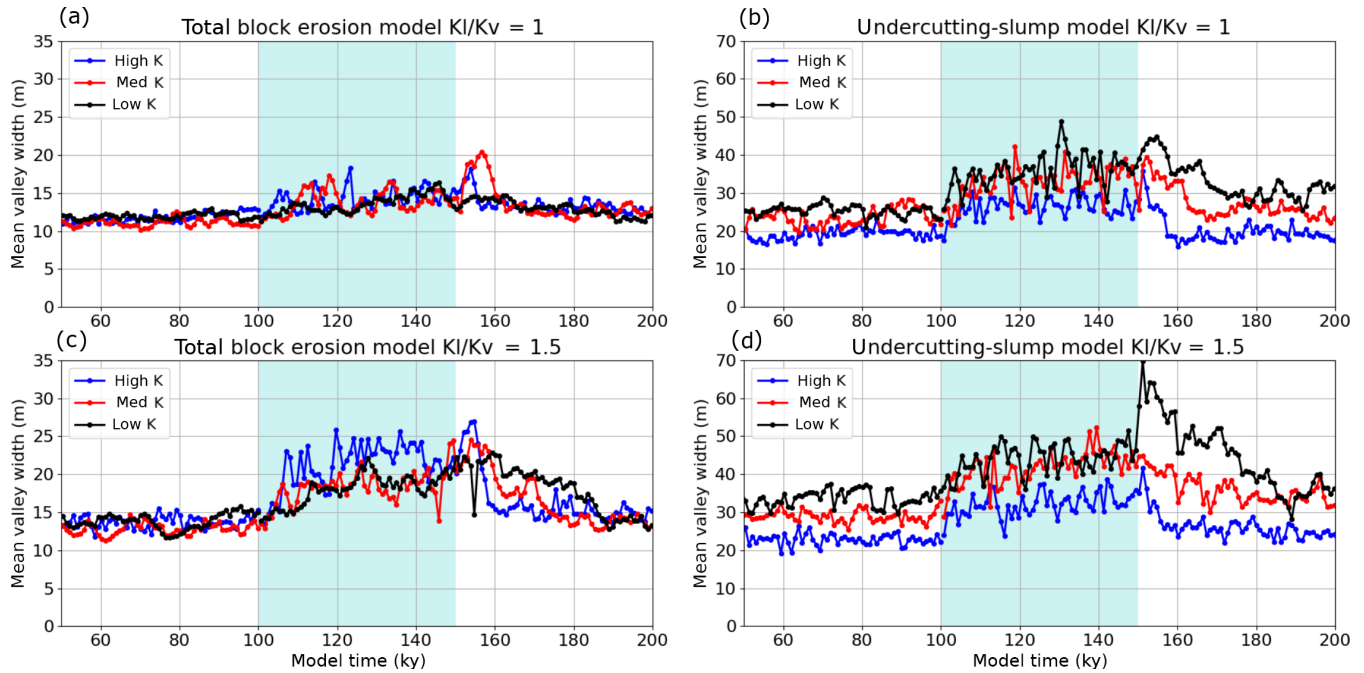 (a)
Total block erosion model Kl/Kv = 1
35
30
25
20
15
10
5
0
Mean valley width (m)
High K
Med K
Low K
60 80 100 120 140 160 180 200
(b)
Undercutting-slump model Kl/Kv = 1
70
60
50
40
30
20
10
0
Mean valley width (m)
High K
Med K
Low K
60 80 100 120 140 160 180 200
(c)
Total block erosion model Kl/Kv = 1.5
35
30
25
20
15
10
5
0
Mean valley width (m)
High K
Med K
Low K
60 80 100 120 140 160 180 200
Model time (ky)
(d)
Undercutting-slump model Kl/Kv = 1.5
70
60
50
40
30
20
10
0
Mean valley width (m)
High K
Med K
Low K
60 80 100 120 140 160 180 200
Model time (ky)